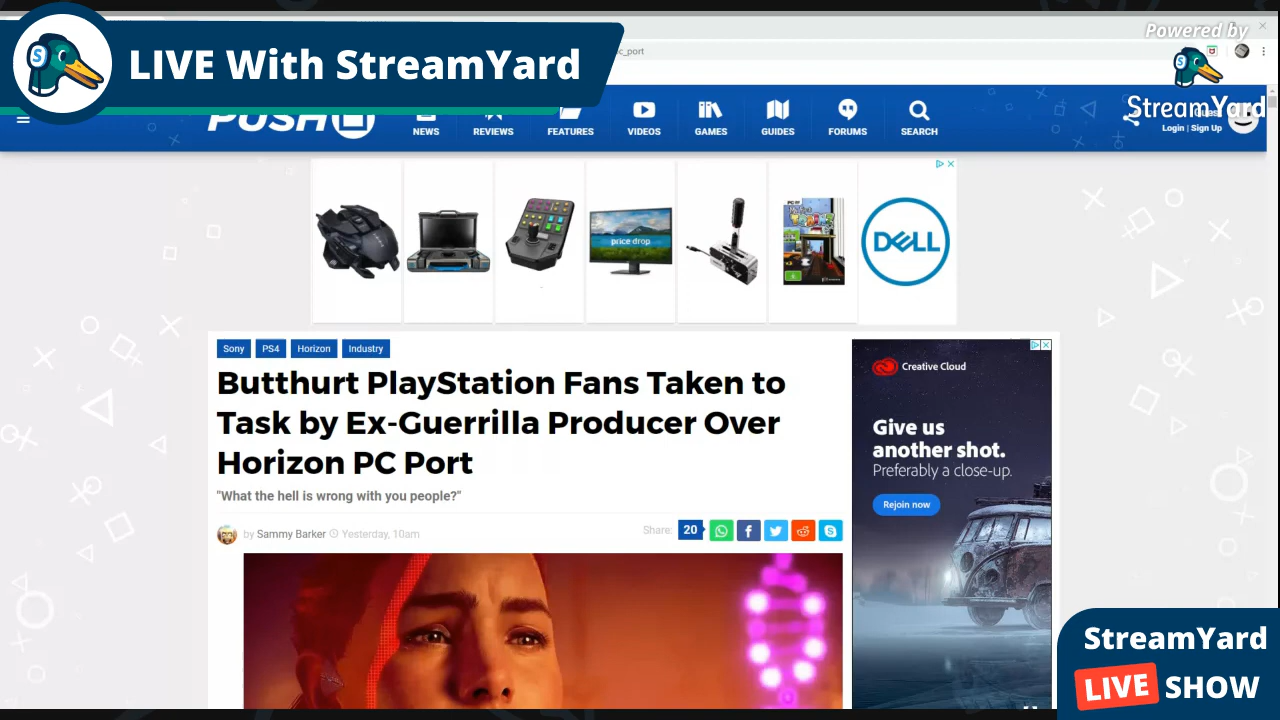 LIVE With StreamYard
c_port
Powered by
StreamYard
PUSH
NEWS
REVIEWS
FEATURES
VIDEOS
GAMES
GUIDES
FORUMS
SEARCH
Login | Sign Up
price drop
DELL
Sony
PS4
Horizon
Industry
Butthurt PlayStation Fans Taken to
Task by Ex-Guerrilla Producer Over
Horizon PC Port
"What the hell is wrong with you people?"
by Sammy Barker Yesterday, 10am
Share: 20
Creative Cloud
Give us
another shot.
Preferably a close-up.
Rejoin now
StreamYard
LIVE SHOW